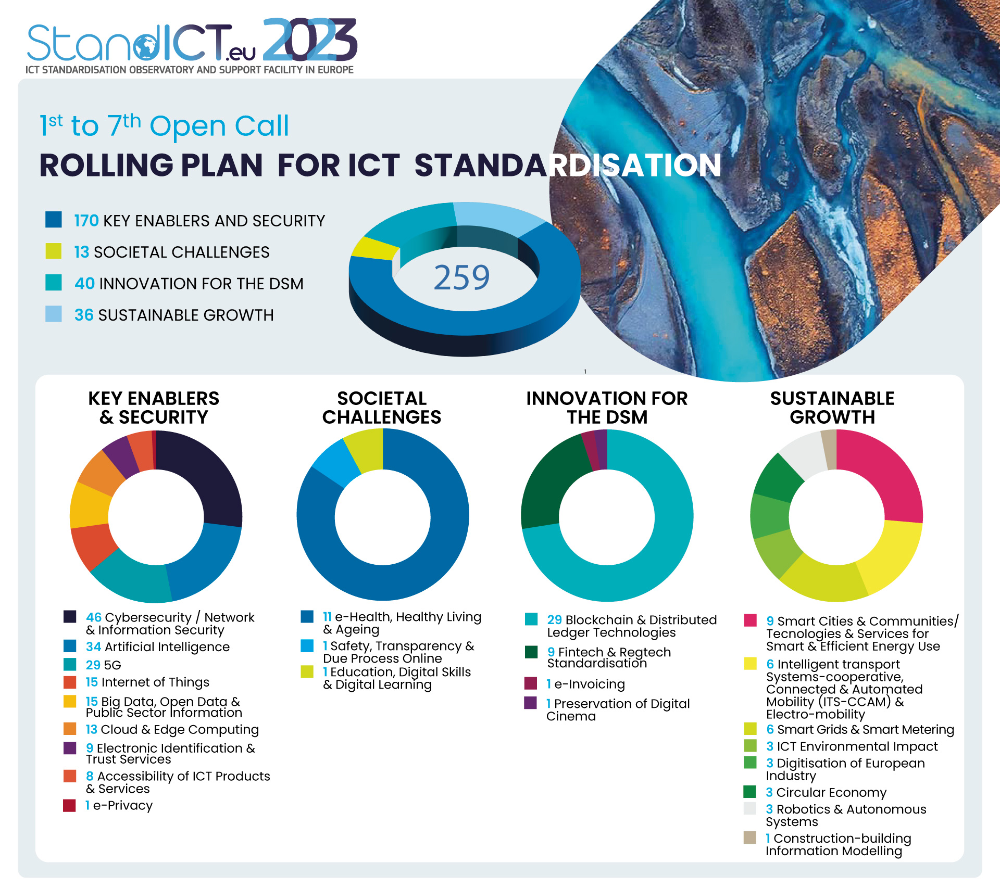 StandICT.eu 2023
ICT STANDARDISATION OBSERVATORY AND SUPPORT FACILITY IN EUROPE
1st to 7th Open Call
ROLLING PLAN FOR ICT STANDARDISATION
170 KEY ENABLERS AND SECURITY
13 SOCIETAL CHALLENGES
40 INNOVATION FOR THE DSM
36 SUSTAINABLE GROWTH
259
1
KEY ENABLERS
& SECURITY
46 Cybersecurity / Network
& Information Security
34 Artificial Intelligence
29 5G
15 Internet of Things
15 Big Data, Open Data &
Public Sector Information
13 Cloud & Edge Computing
9 Electronic Identification &
Trust Services
8 Accessibility of ICT Products
& Services
1 e-Privacy
SOCIETAL
CHALLENGES
11 e-Health, Healthy Living
& Ageing
1 Safety, Transparency &
Due Process Online
1 Education, Digital Skills
& Digital Learning
INNOVATION FOR
THE DSM
29 Blockchain & Distributed
Ledger Technologies
9 Fintech & Regtech
Standardisation
1 e-Invoicing
1 Preservation of Digital
Cinema
SUSTAINABLE
GROWTH
9 Smart Cities & Communities/
Tecnologies & Services for
Smart & Efficient Energy Use
6 Intelligent transport
Systems-cooperative,
Connected & Automated
Mobility (ITS-CCAM) &
Electro-mobility
6 Smart Grids & Smart Metering
3 ICT Environmental Impact
3 Digitisation of European
Industry
3 Circular Economy
3 Robotics & Autonomous
Systems
1 Construction-building
Information Modelling